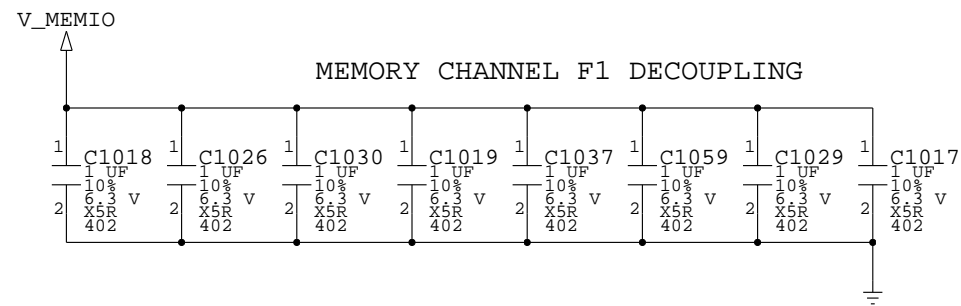 V_MEMIO
MEMORY CHANNEL F1 DECOUPLING
1 C1018
1 UF
10%
6.3 V
X5R
402
2
1 C1026
1 UF
10%
6.3 V
X5R
402
2
1 C1030
1 UF
10%
6.3 V
X5R
402
2
1 C1019
1 UF
10%
6.3 V
X5R
402
2
1 C1037
1 UF
10%
6.3 V
X5R
402
2
1 C1059
1 UF
10%
6.3 V
X5R
402
2
1 C1029
1 UF
10%
6.3 V
X5R
402
2
1 C1017
1 UF
10%
6.3 V
X5R
402
2